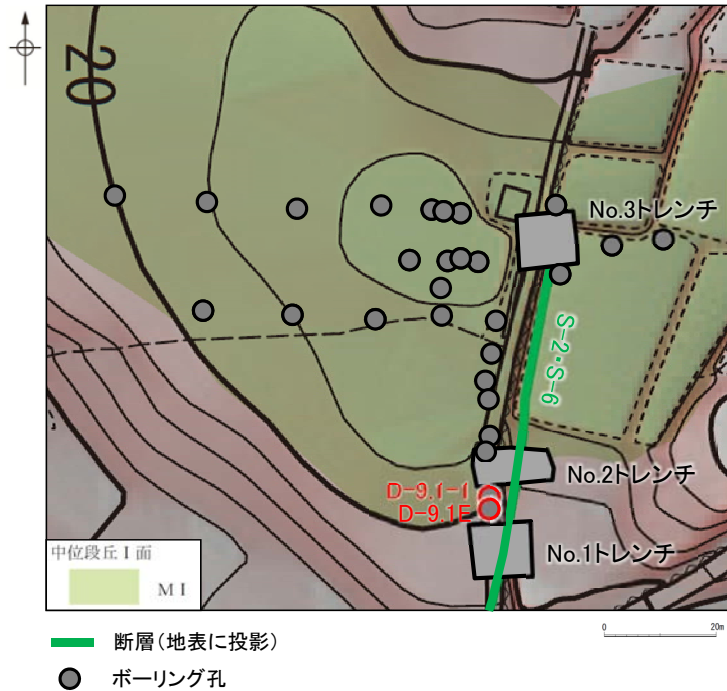 20
No.3トレンチ
S-2・S-6
No.2トレンチ
D-9.1-1
D-9.1E
No.1トレンチ
中位段丘Ⅰ面
MⅠ
0 20m
断層(地表に投影)
ボーリング孔